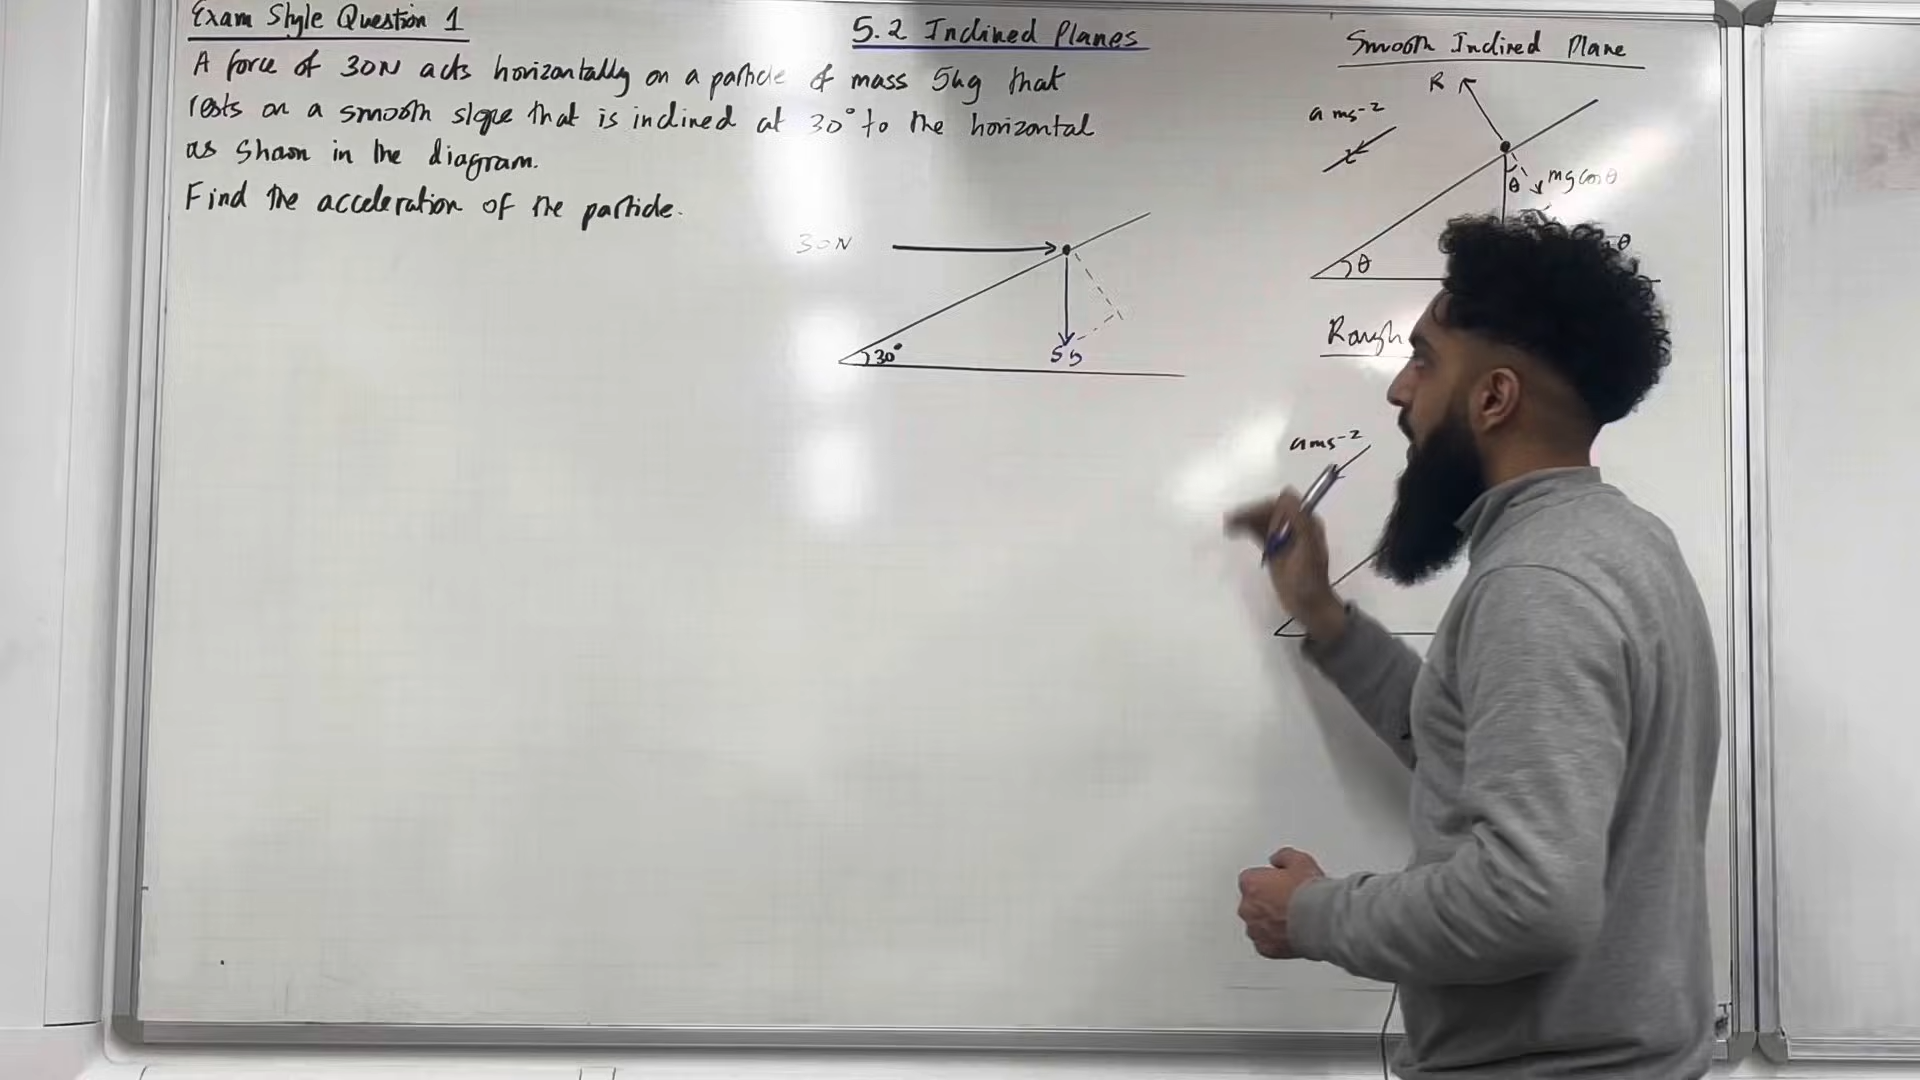 Exam Style Question 1
A force of 30N acts horizontally on a particle of mass 5kg that
rests on a smooth slope that is inclined at 30° to the horizontal
as shown in the diagram.
Find the acceleration of the particle.
5.2 Inclined Planes
30N
30°
5g
Smooth Inclined Plane
R
a ms⁻²
θ
mg cosθ
θ
θ
Rough
a ms⁻²